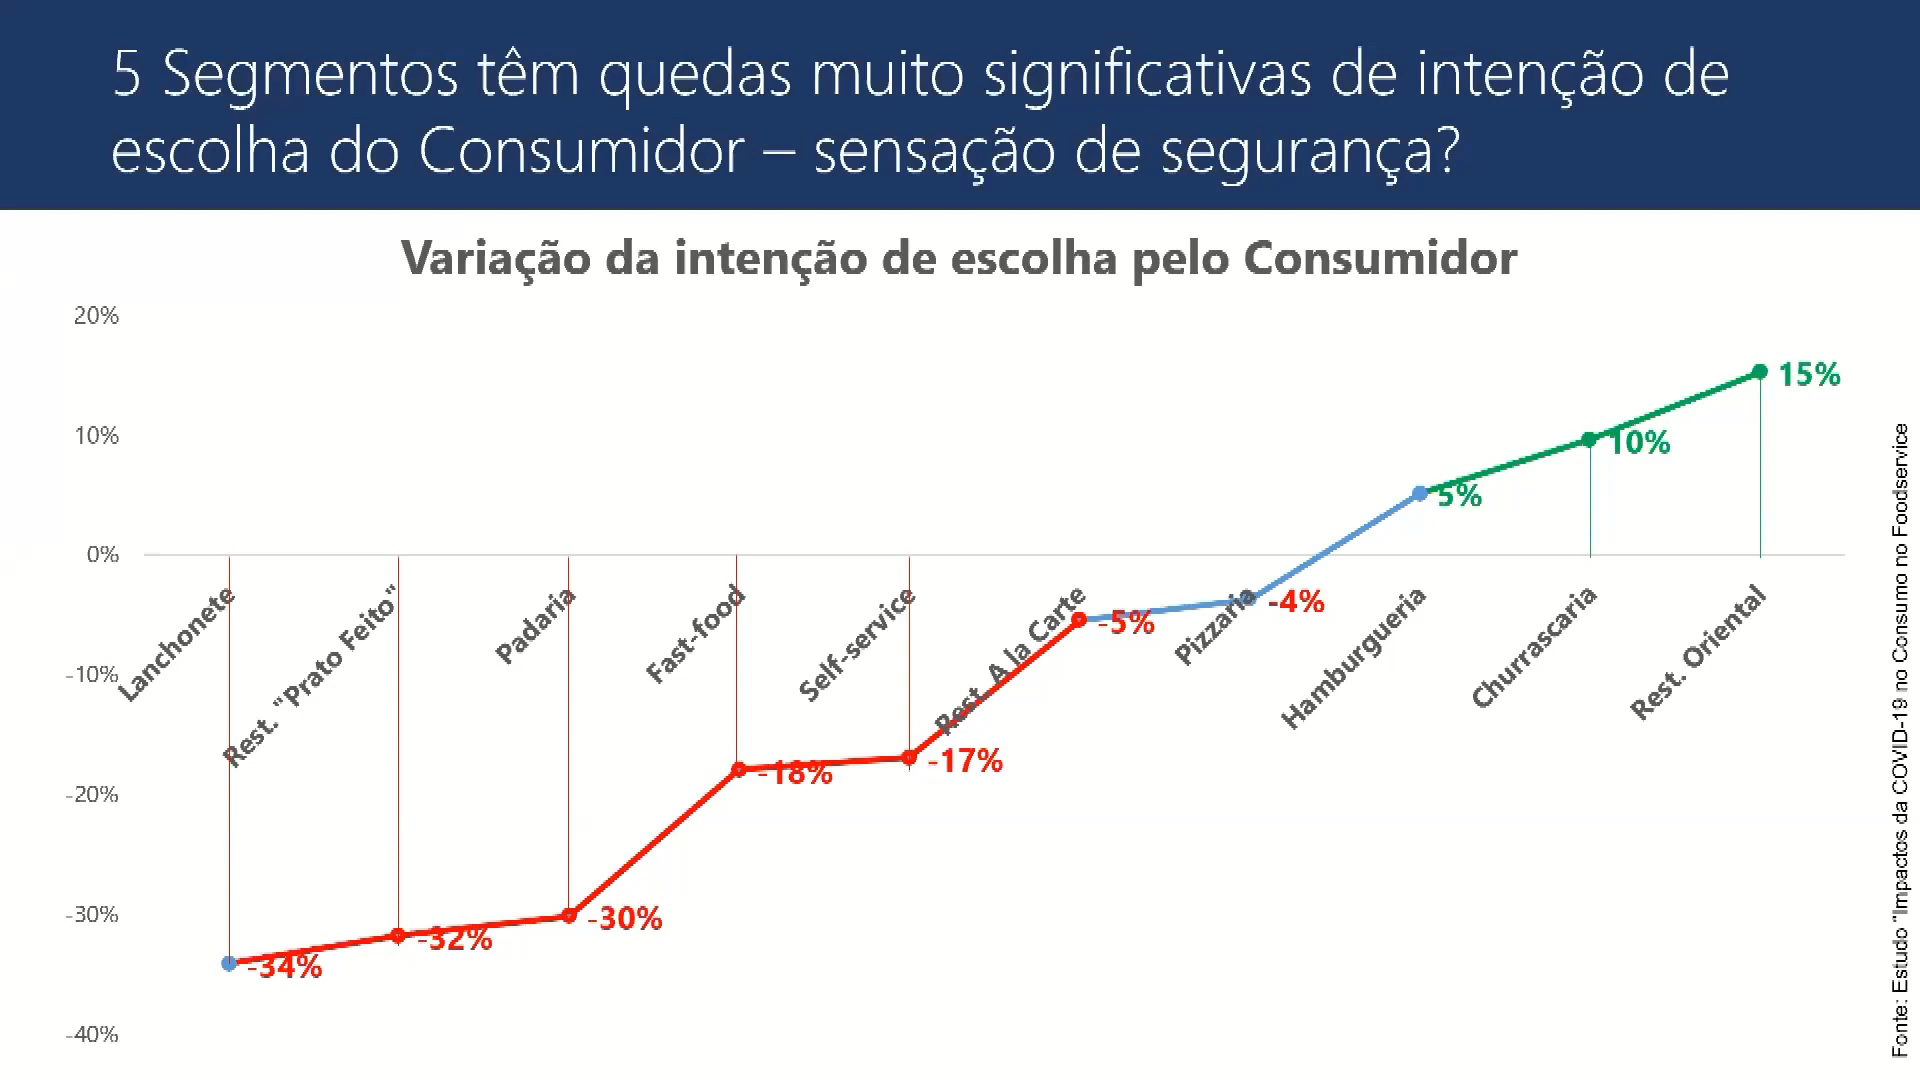 5 Segmentos têm quedas muito significativas de intenção de
escolha do Consumidor – sensação de segurança?
Variação da intenção de escolha pelo Consumidor
20%
10%
0%
-10%
-20%
-30%
-40%
Lanchonete
Rest. "Prato Feito"
Padaria
Fast-food
Self-service
Rest. A la Carte
Pizzaria
Hamburgueria
Churrascaria
Rest. Oriental
-34%
-32%
-30%
-18%
-17%
-5%
-4%
5%
10%
15%
Fonte: Estudo "Impactos da COVID-19 no Consumo no Foodservice